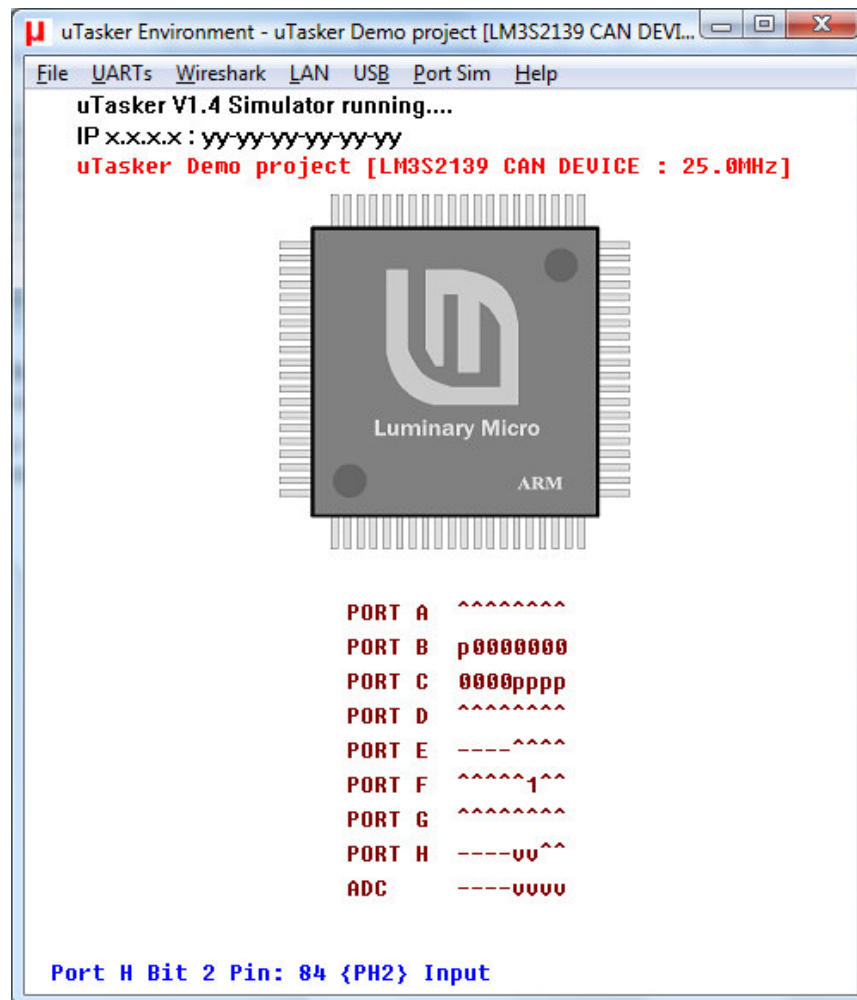 µ uTasker Environment - uTasker Demo project [LM3S2139 CAN DEVI...
File UARTs Wireshark LAN USB Port Sim Help
uTasker V1.4 Simulator running....
IP x.x.x.x : yy-yy-yy-yy-yy-yy
uTasker Demo project [LM3S2139 CAN DEVICE : 25.0MHz]
Luminary Micro
ARM
PORT A ^^^^^^^^
PORT B p0000000
PORT C 0000pppp
PORT D ^^^^^^^^
PORT E ----^^^^
PORT F ^^^^^1^^
PORT G ^^^^^^^^
PORT H ----vv^^
ADC ----vvvv
Port H Bit 2 Pin: 84 {PH2} Input